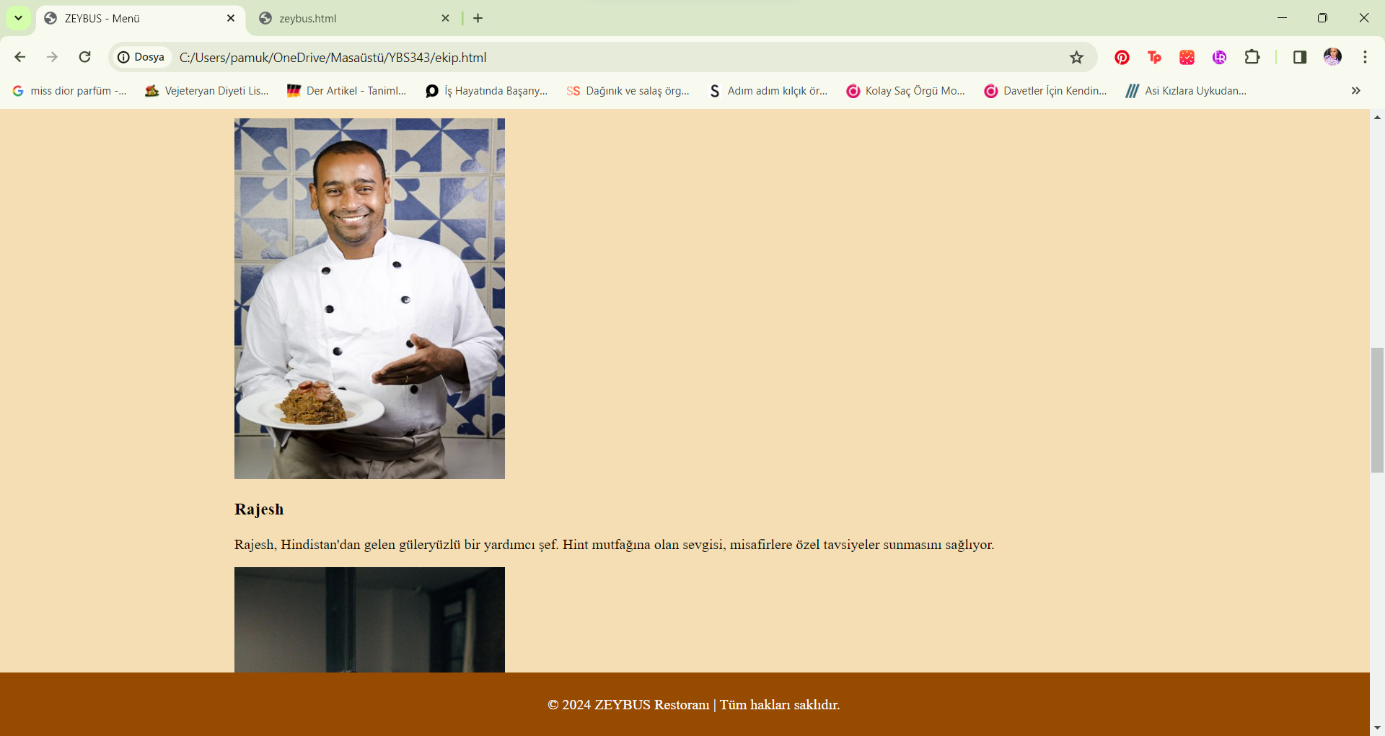 ZEYBUS - Menü
zeybus.html
Dosya
C:/Users/pamuk/OneDrive/Masaüstü/YBS343/ekip.html
miss dior parfüm -...
Vejeteryan Diyeti Lis...
Der Artikel - Taniml...
İş Hayatında Başarıy...
SS
Dağınık ve salaş örg...
S
Adım adım kılçık ör...
Kolay Saç Örgü Mo...
Davetler İçin Kendin...
Asi Kızlara Uykudan...
Rajesh
Rajesh, Hindistan'dan gelen güleryüzlü bir yardımcı şef. Hint mutfağına olan sevgisi, misafirlere özel tavsiyeler sunmasını sağlıyor.
© 2024 ZEYBUS Restoranı | Tüm hakları saklıdır.